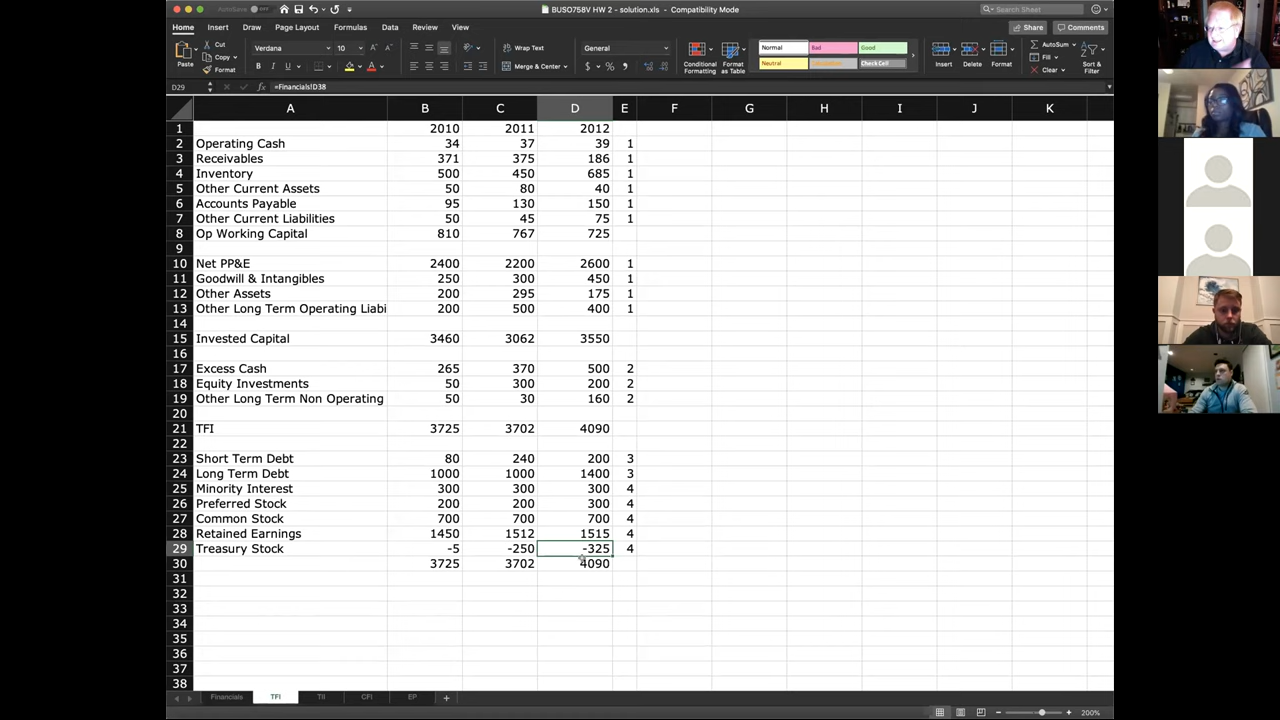 AutoSave OFF BUSO758V HW 2 - solution.xls - Compatibility Mode Search Sheet
Home Insert Draw Page Layout Formulas Data Review View Share Comments
Cut Copy Format Paste
Verdana 10 Wrap Text General Normal Bad Good
B I U Merge & Center $ % Neutral Calculation Check Cell
Conditional Formatting Format as Table Insert Delete Format AutoSum Fill Clear Sort & Filter
D29 fx =Financials!D38
A B C D E F G H I J K
1 2010 2011 2012
2 Operating Cash 34 37 39 1
3 Receivables 371 375 186 1
4 Inventory 500 450 685 1
5 Other Current Assets 50 80 40 1
6 Accounts Payable 95 130 150 1
7 Other Current Liabilities 50 45 75 1
8 Op Working Capital 810 767 725
9
10 Net PP&E 2400 2200 2600 1
11 Goodwill & Intangibles 250 300 450 1
12 Other Assets 200 295 175 1
13 Other Long Term Operating Liabi 200 500 400 1
14
15 Invested Capital 3460 3062 3550
16
17 Excess Cash 265 370 500 2
18 Equity Investments 50 300 200 2
19 Other Long Term Non Operating 50 30 160 2
20
21 TFI 3725 3702 4090
22
23 Short Term Debt 80 240 200 3
24 Long Term Debt 1000 1000 1400 3
25 Minority Interest 300 300 300 4
26 Preferred Stock 200 200 300 4
27 Common Stock 700 700 700 4
28 Retained Earnings 1450 1512 1515 4
29 Treasury Stock -5 -250 -325 4
30 3725 3702 4090
31
32
33
34
35
36
37
38
Financials TFI TII CFI EP +
200%